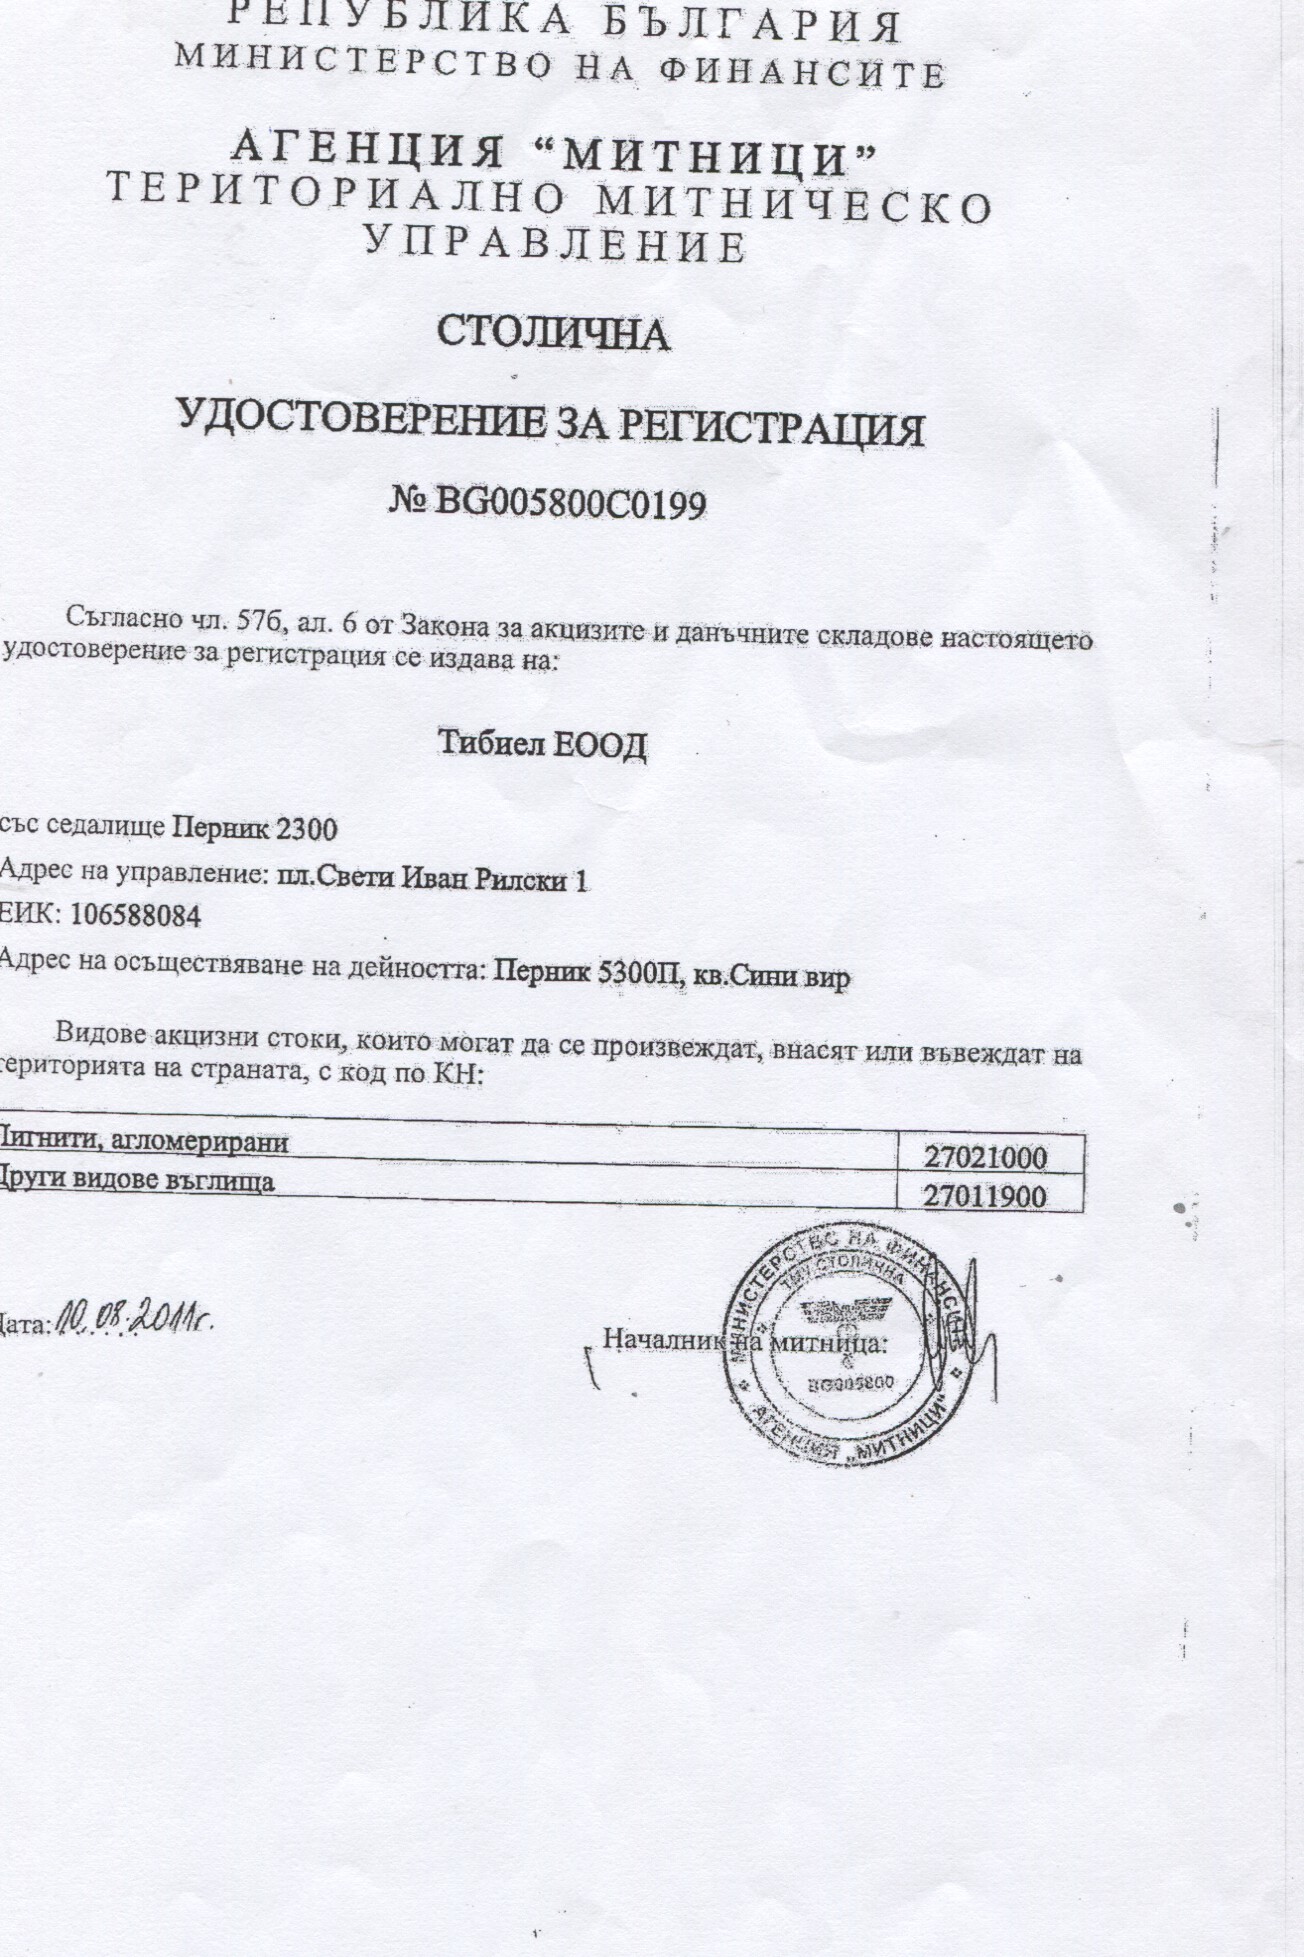 РЕПУБЛИКА БЪЛГАРИЯ
МИНИСТЕРСТВО НА ФИНАНСИТЕ
АГЕНЦИЯ “МИТНИЦИ”
ТЕРИТОРИАЛНО МИТНИЧЕСКО
УПРАВЛЕНИЕ
СТОЛИЧНА
УДОСТОВЕРЕНИЕ ЗА РЕГИСТРАЦИЯ
№ BG005800C0199
Съгласно чл. 57б, ал. 6 от Закона за акцизите и данъчните складове настоящето
удостоверение за регистрация се издава на:
Тибиел ЕООД
със седалище Перник 2300
Адрес на управление: пл.Свети Иван Рилски 1
ЕИК: 106588084
Адрес на осъществяване на дейността: Перник 5300П, кв.Сини вир
Видове акцизни стоки, които могат да се произвеждат, внасят или въвеждат на
територията на страната, с код по КН:
Лигнити, агломерирани 27021000
Други видове въглища 27011900
Дата: 10.08.2011г.
Началник на митница:
МИНИСТЕРСТВО НА ФИНАНСИТЕ
ТМУ СТОЛИЧНА
BG005800
АГЕНЦИЯ „МИТНИЦИ“